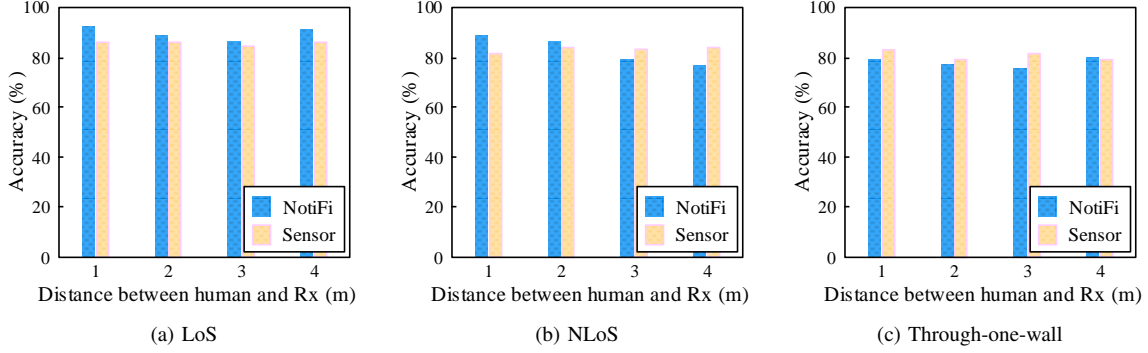 100
80
60
40
20
0
Accuracy (%)
NotiFi
Sensor
1 2 3 4
Distance between human and Rx (m)
(a) LoS
100
80
60
40
20
0
Accuracy (%)
NotiFi
Sensor
1 2 3 4
Distance between human and Rx (m)
(b) NLoS
100
80
60
40
20
0
Accuracy (%)
NotiFi
Sensor
1 2 3 4
Distance between human and Rx (m)
(c) Through-one-wall